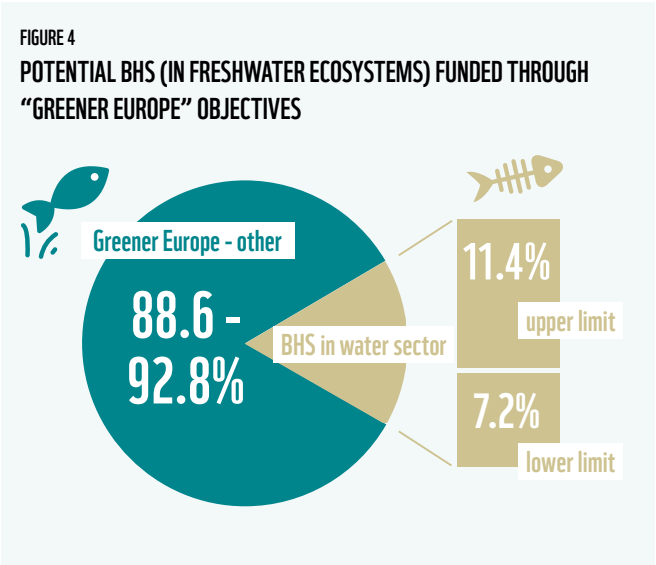 FIGURE 4
POTENTIAL BHS (IN FRESHWATER ECOSYSTEMS) FUNDED THROUGH
“GREENER EUROPE” OBJECTIVES
Greener Europe - other
88.6 -
92.8%
BHS in water sector
11.4%
upper limit
7.2%
lower limit